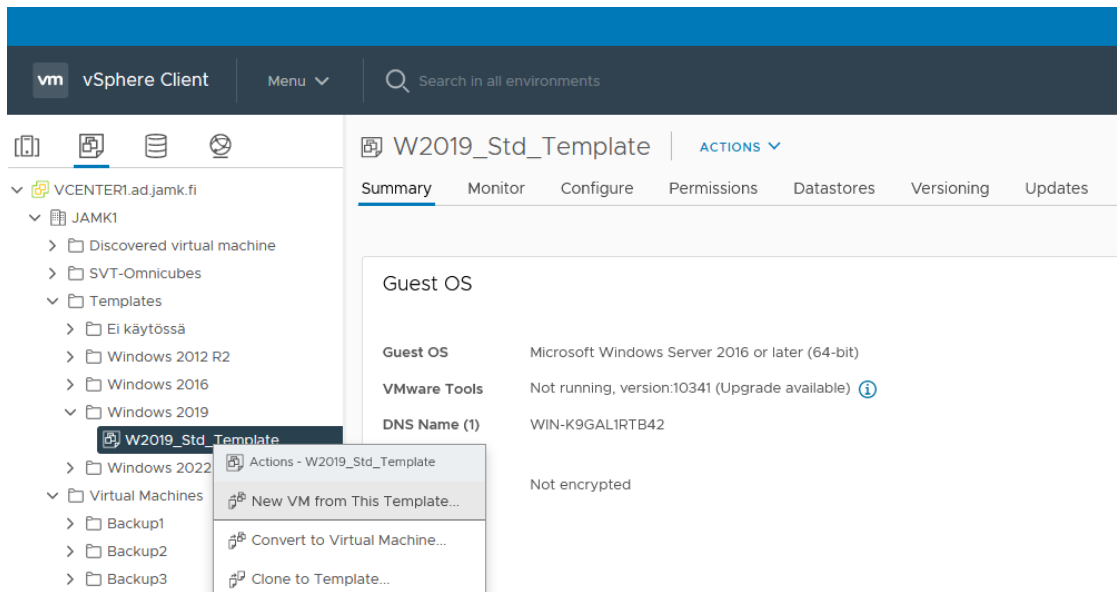 vm vSphere Client Menu Search in all environments
W2019_Std_Template ACTIONS
Summary Monitor Configure Permissions Datastores Versioning Updates
VCENTER1.ad.jamk.fi
JAMK1
Discovered virtual machine
SVT-Omnicubes
Templates
Ei käytössä
Windows 2012 R2
Windows 2016
Windows 2019
W2019_Std_Template
Windows 2022
Virtual Machines
Backup1
Backup2
Backup3
Actions - W2019_Std_Template
New VM from This Template...
Convert to Virtual Machine...
Clone to Template...
Guest OS
Guest OS Microsoft Windows Server 2016 or later (64-bit)
VMware Tools Not running, version:10341 (Upgrade available)
DNS Name (1) WIN-K9GAL1RTB42
Not encrypted